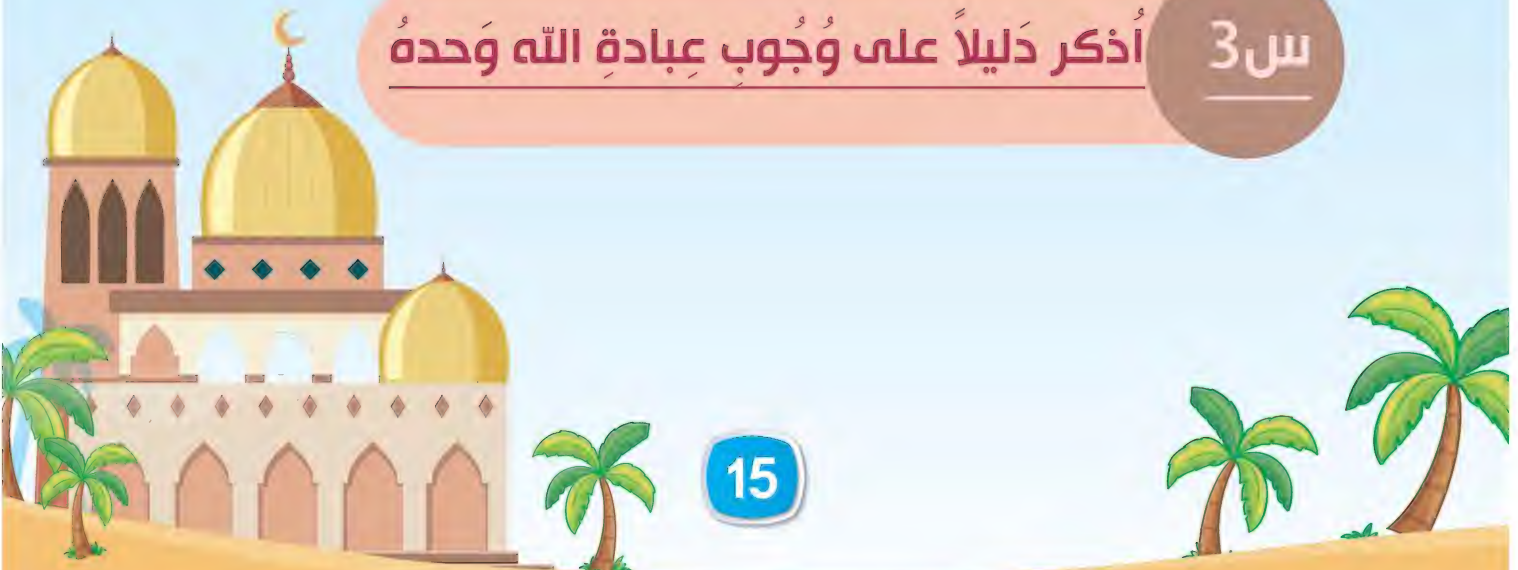 س3
اُذكر دَليلاً على وُجُوبِ عِبادةِ الله وَحدهُ
15